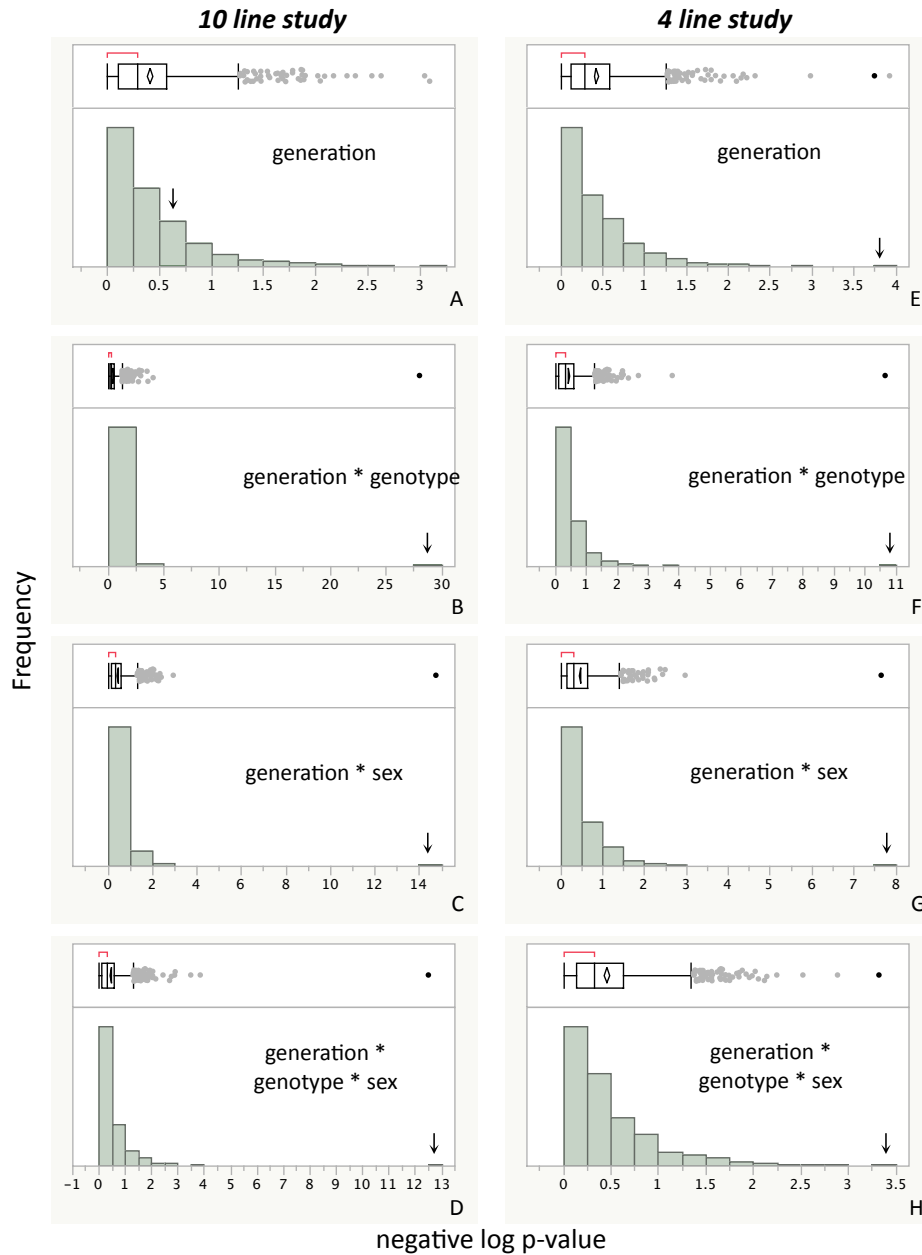 10 line study
4 line study
generation
0 0.5 1 1.5 2 2.5 3
A
generation
0 0.5 1 1.5 2 2.5 3 3.5 4
E
generation * genotype
0 5 10 15 20 25 30
B
generation * genotype
0 1 2 3 4 5 6 7 8 9 10 11
F
Frequency
generation * sex
0 2 4 6 8 10 12 14
C
generation * sex
0 1 2 3 4 5 6 7 8
G
generation *
genotype * sex
-1 0 1 2 3 4 5 6 7 8 9 10 11 12 13
D
generation *
genotype * sex
0 0.5 1 1.5 2 2.5 3 3.5
H
negative log p-value